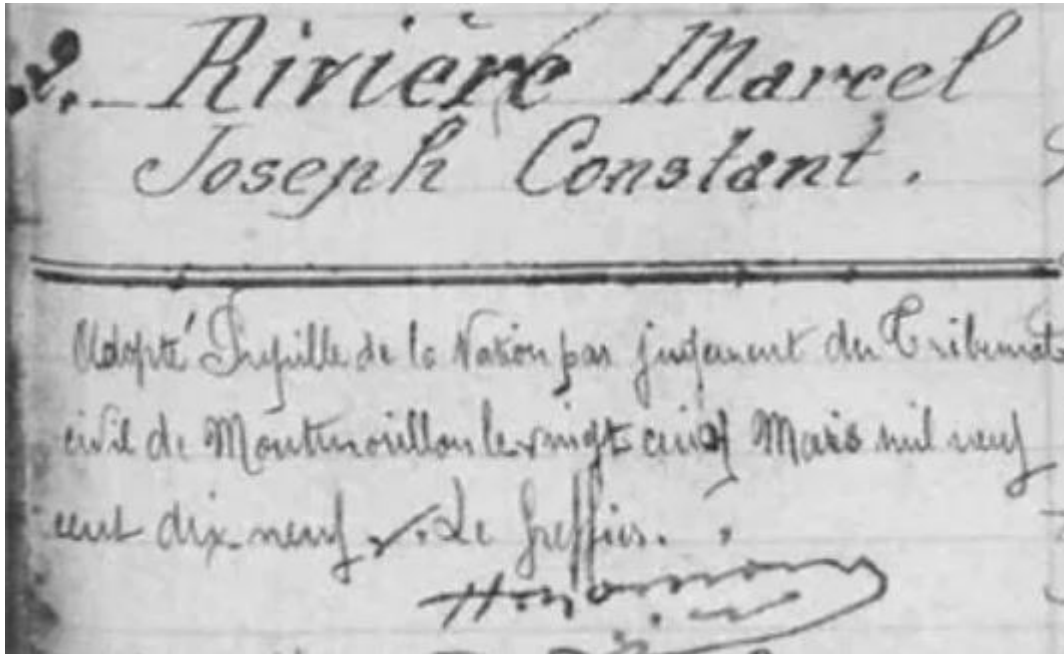 2. Rivière Marcel
Joseph Constant.
Adopté Pupille de la Nation par jugement du Tribunal
civil de Montmorillon le vingt cinq Mars mil neuf
cent dix-neuf. Le greffier.